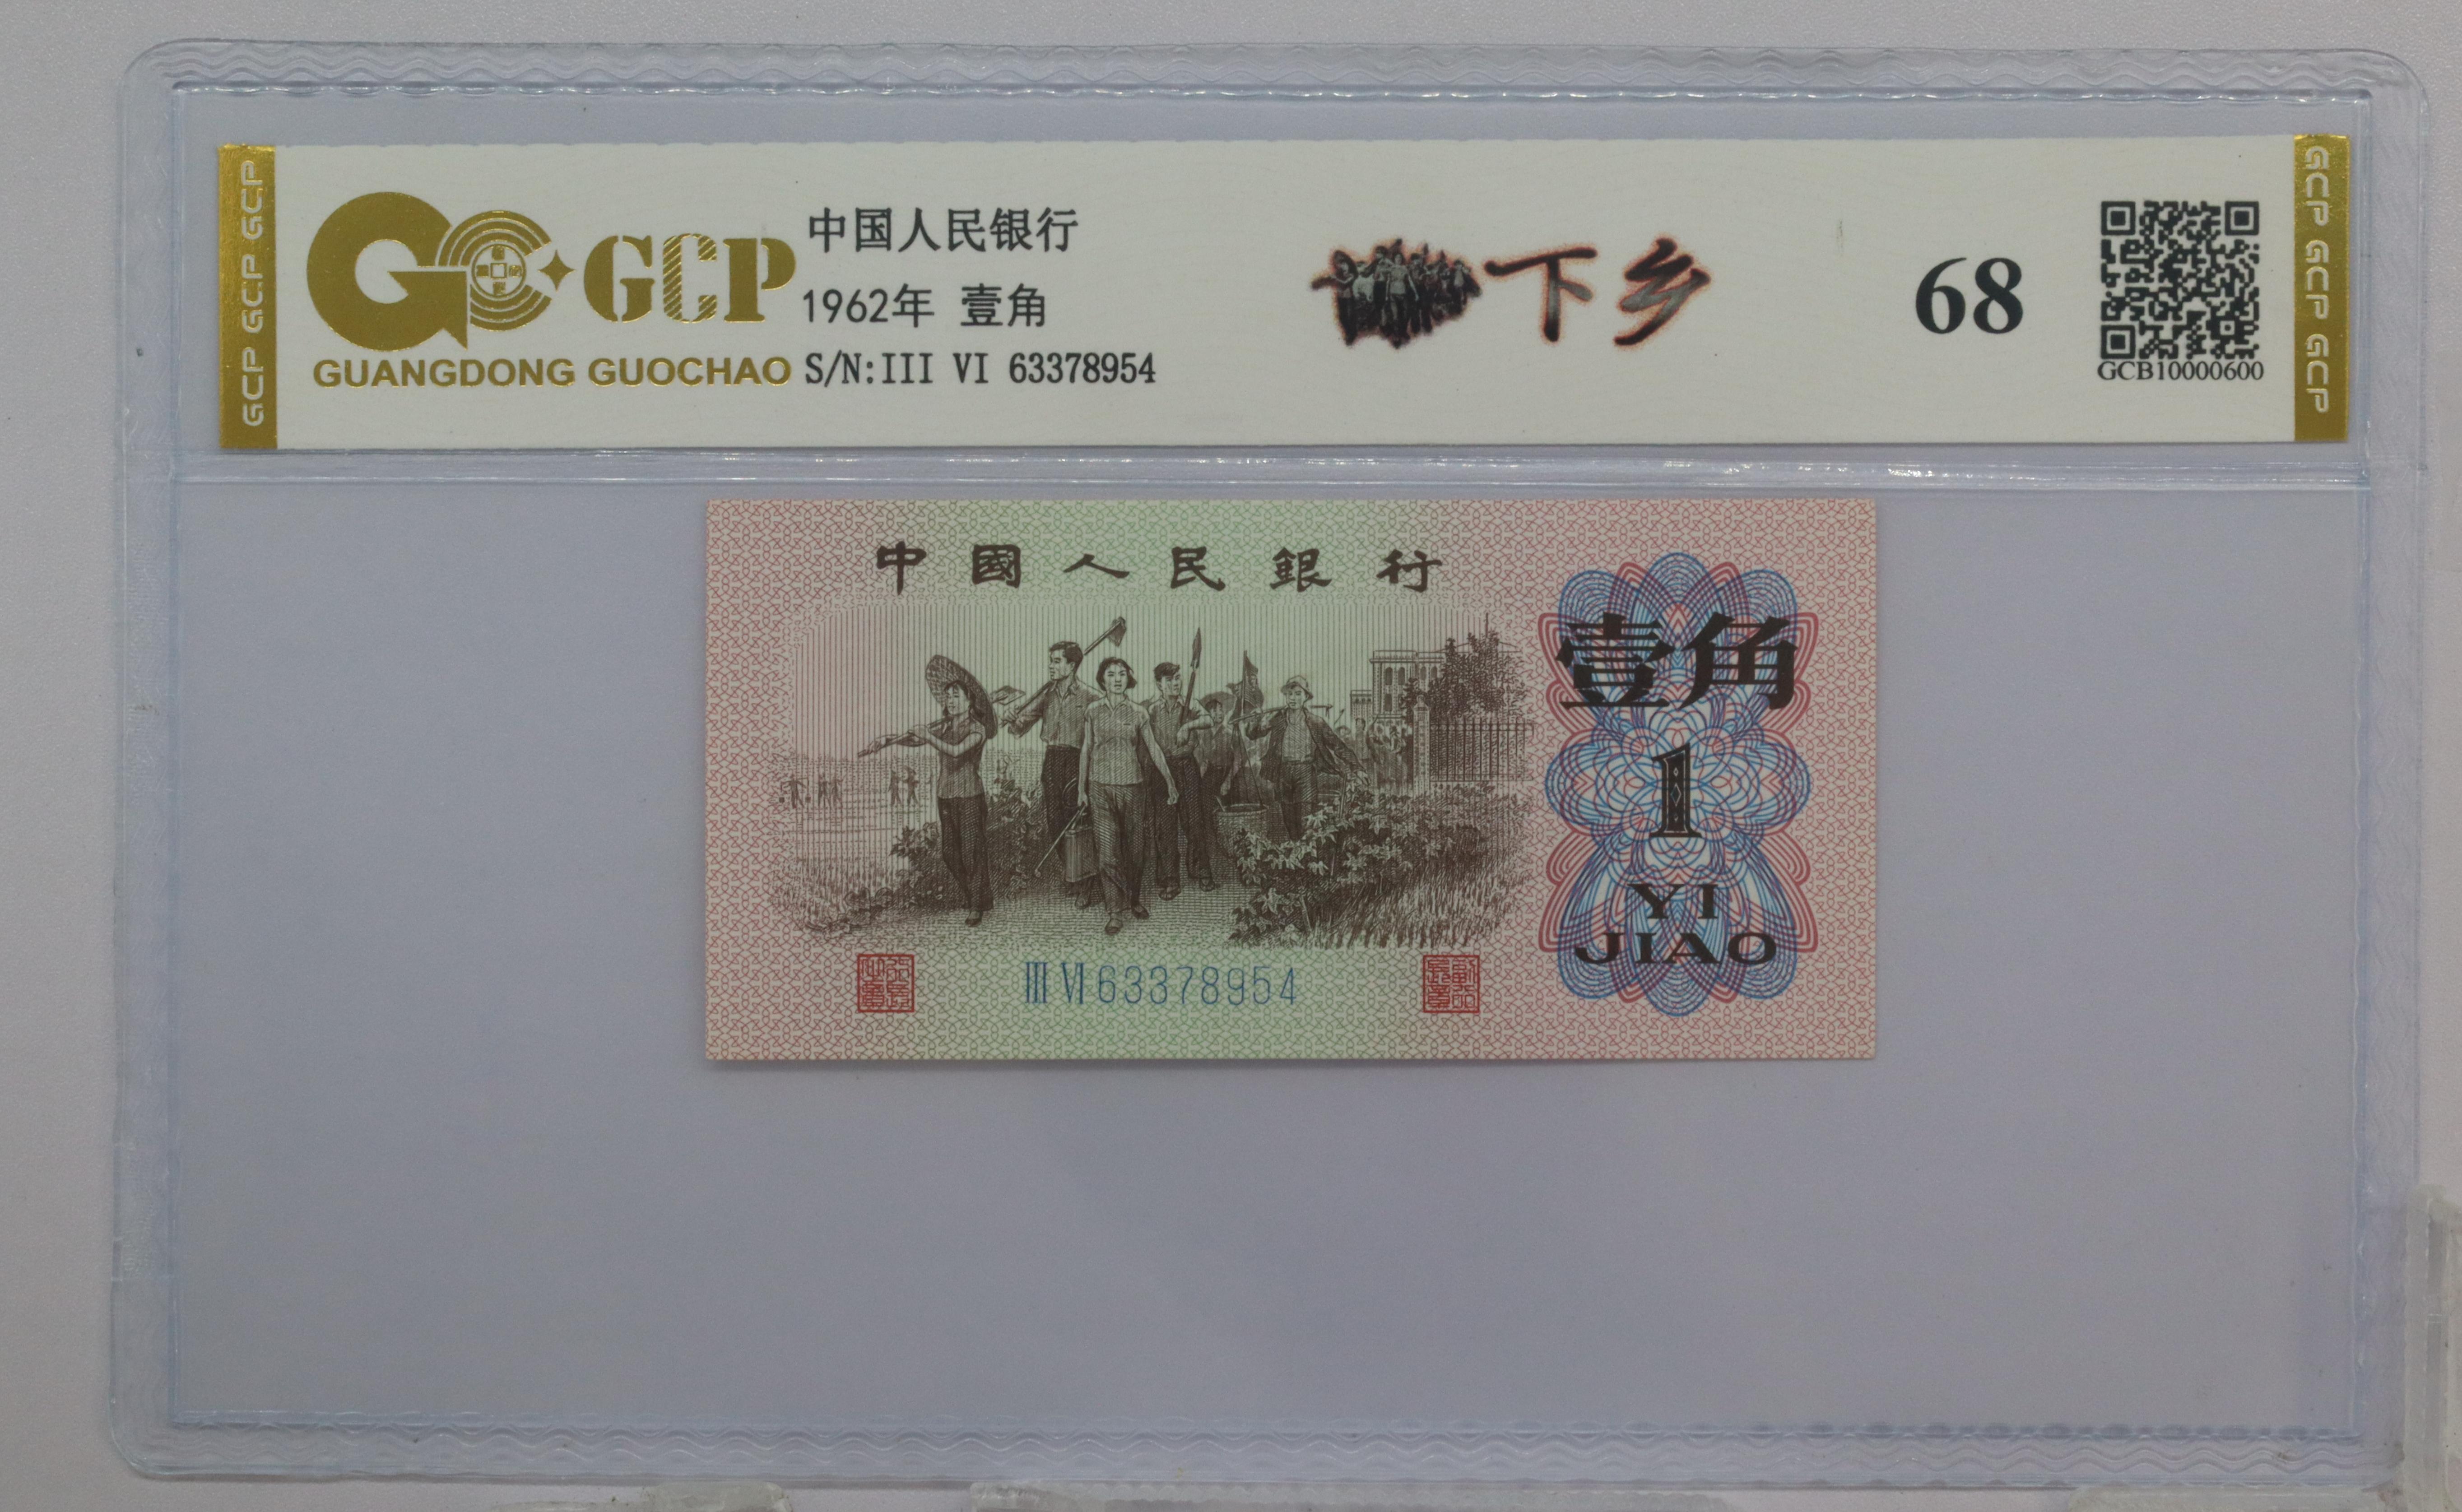 GCP GCP GCP
GCP
GUANGDONG GUOCHAO
中国人民银行
1962年 壹角
S/N:III VI 63378954
下乡
68
GCB10000600
GCP GCP GCP
中國人民銀行
壹角
1
YI
JIAO
III VI 63378954